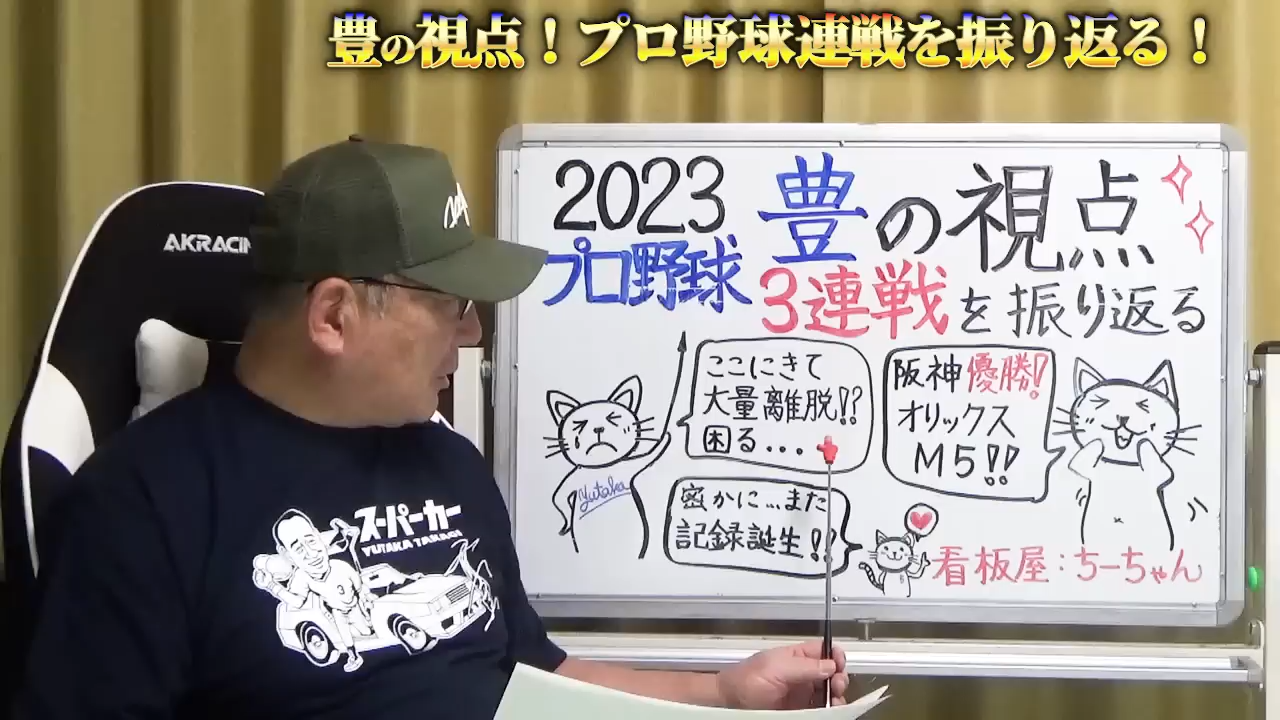 豊の視点！プロ野球連戦を振り返る！
2023 豊の視点
プロ野球 3連戦を振り返る
ここにきて
大量離脱!?
困る...
阪神優勝!
オリックス
M5!!
密かに...また
記録誕生!!
yutaka
看板屋:ちーちゃん
AKRACIN
スーパーカー
YUTAKA TAKAGI